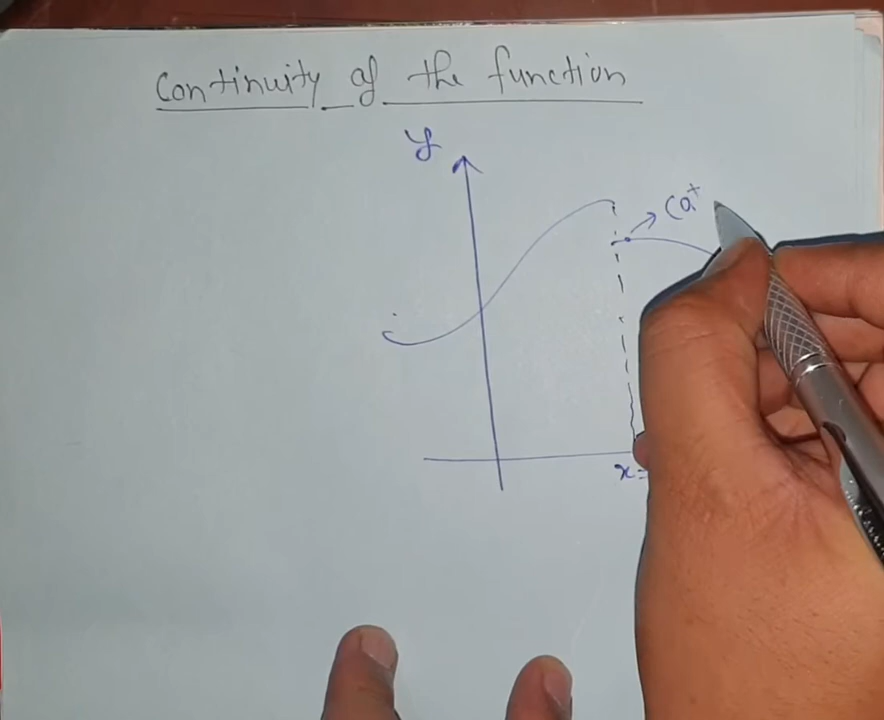 Continuity of the function
y
(a⁺
x=